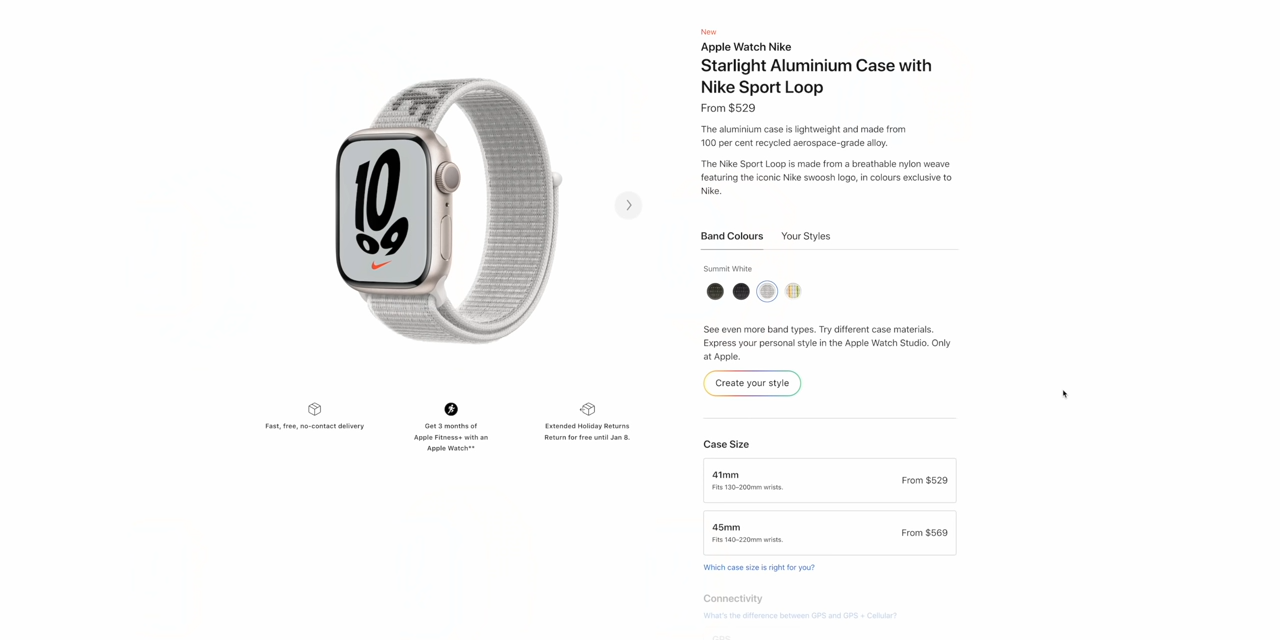 New
Apple Watch Nike
Starlight Aluminium Case with
Nike Sport Loop
From $529
The aluminium case is lightweight and made from
100 per cent recycled aerospace-grade alloy.
The Nike Sport Loop is made from a breathable nylon weave
featuring the iconic Nike swoosh logo, in colours exclusive to
Nike.
10
09
Band Colours
Your Styles
Summit White
See even more band types. Try different case materials.
Express your personal style in the Apple Watch Studio. Only
at Apple.
Create your style
Fast, free, no-contact delivery
Get 3 months of
Apple Fitness+ with an
Apple Watch**
Extended Holiday Returns
Return for free until Jan 8.
Case Size
41mm
Fits 130–200mm wrists.
From $529
45mm
Fits 140–220mm wrists.
From $569
Which case size is right for you?
Connectivity
What's the difference between GPS and GPS + Cellular?
GPS